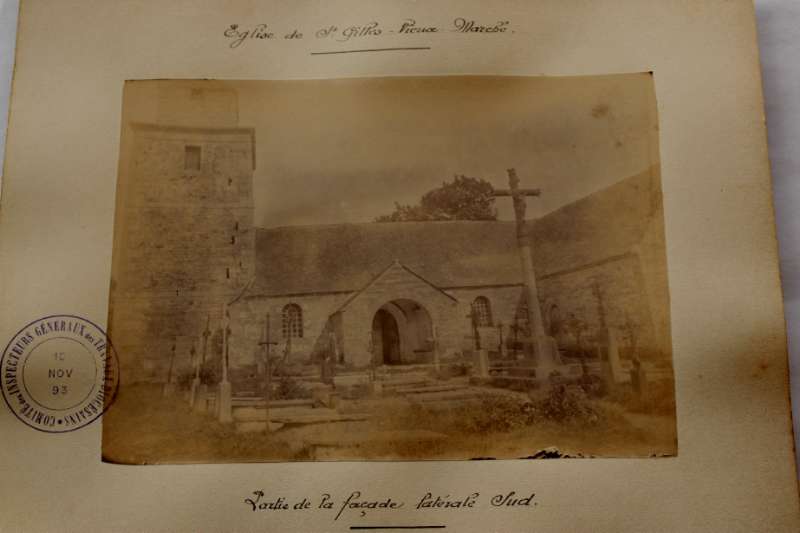 Eglise de St Gilles - Vieux - Marché.
COMITÉ des INSPECTEURS GÉNÉRAUX des TRAVAUX DIOCÉSAINS
10
NOV
93
Partie de la façade latérale Sud.